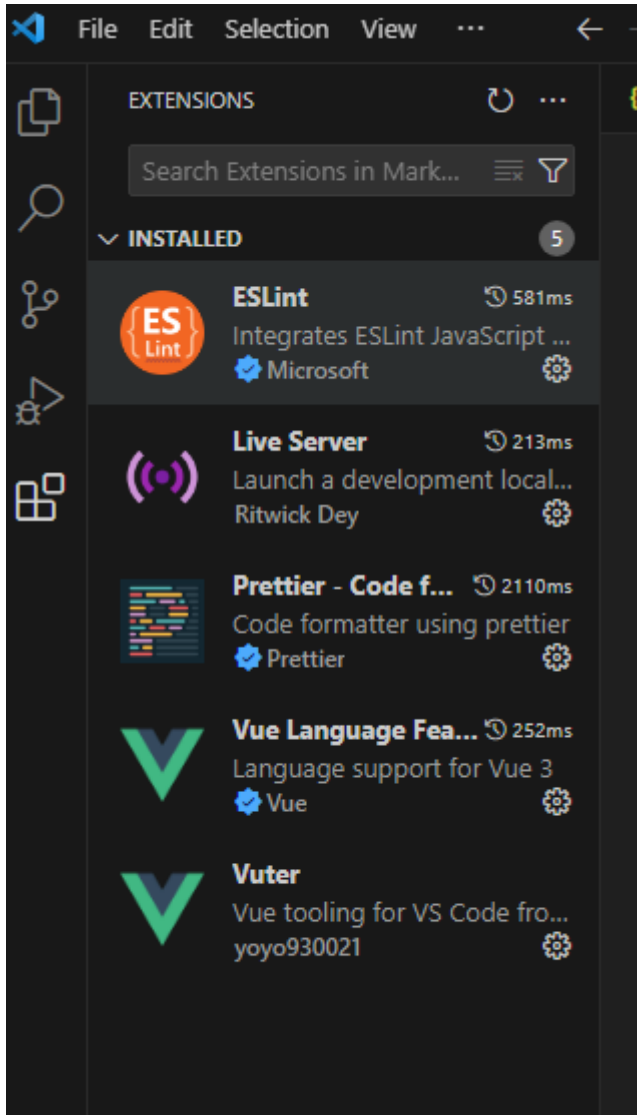 File Edit Selection View ···
EXTENSIONS
Search Extensions in Mark...
INSTALLED 5
ES Lint
ESLint 581ms
Integrates ESLint JavaScript ...
Microsoft
Live Server 213ms
Launch a development local...
Ritwick Dey
Prettier - Code f... 2110ms
Code formatter using prettier
Prettier
Vue Language Fea... 252ms
Language support for Vue 3
Vue
Vuter
Vue tooling for VS Code fro...
yoyo930021